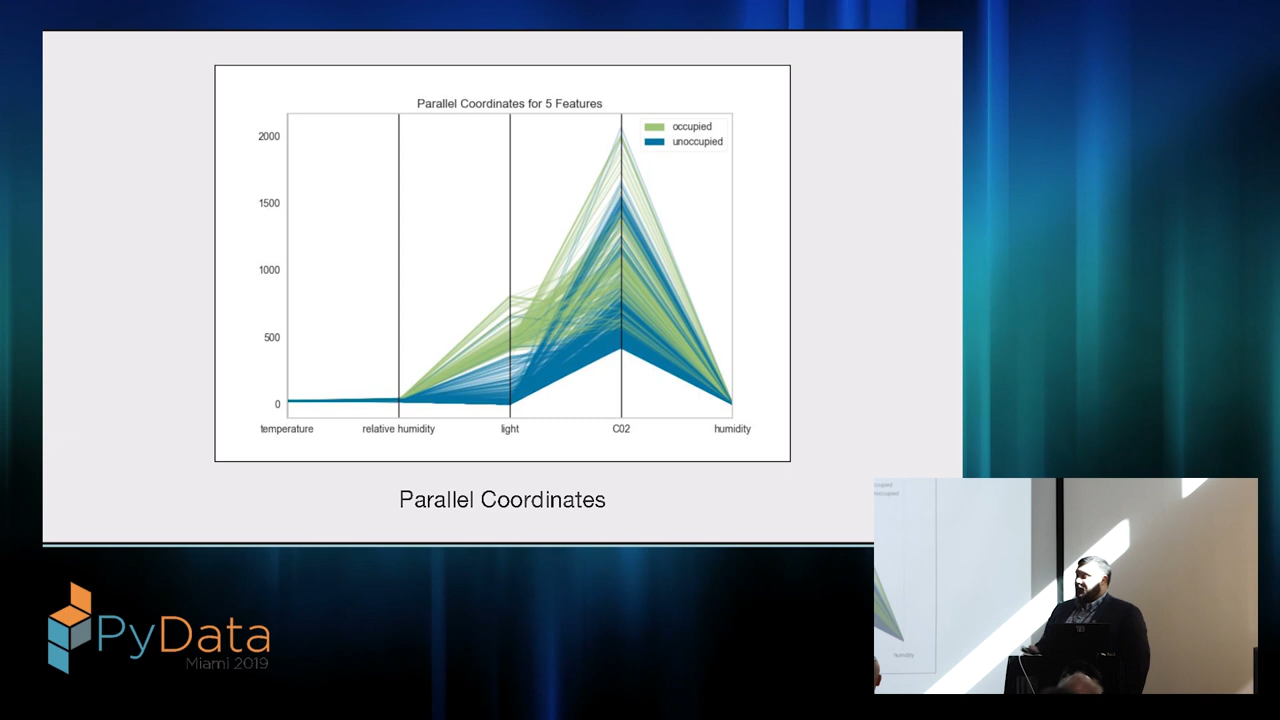 Parallel Coordinates for 5 Features
occupied
unoccupied
2000
1500
1000
500
0
temperature
relative humidity
light
C02
humidity
Parallel Coordinates
PyData
Miami 2019
humidity